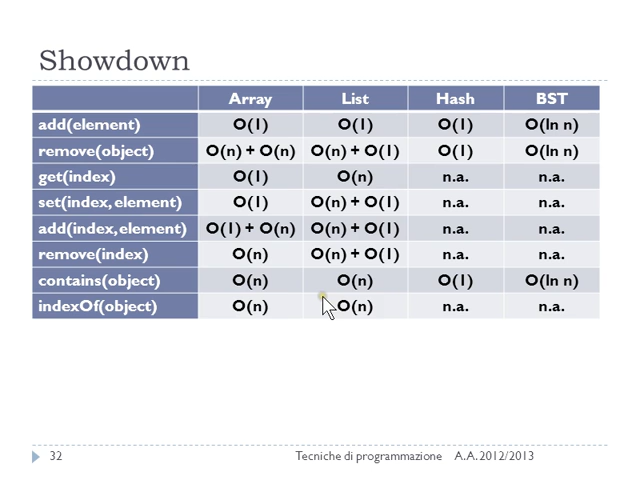 Showdown
Array List Hash BST
add(element) O(1) O(1) O(1) O(ln n)
remove(object) O(n) + O(n) O(n) + O(1) O(1) O(ln n)
get(index) O(1) O(n) n.a. n.a.
set(index, element) O(1) O(n) + O(1) n.a. n.a.
add(index, element) O(1) + O(n) O(n) + O(1) n.a. n.a.
remove(index) O(n) O(n) + O(1) n.a. n.a.
contains(object) O(n) O(n) O(1) O(ln n)
indexOf(object) O(n) O(n) n.a. n.a.
32 Tecniche di programmazione A.A. 2012/2013